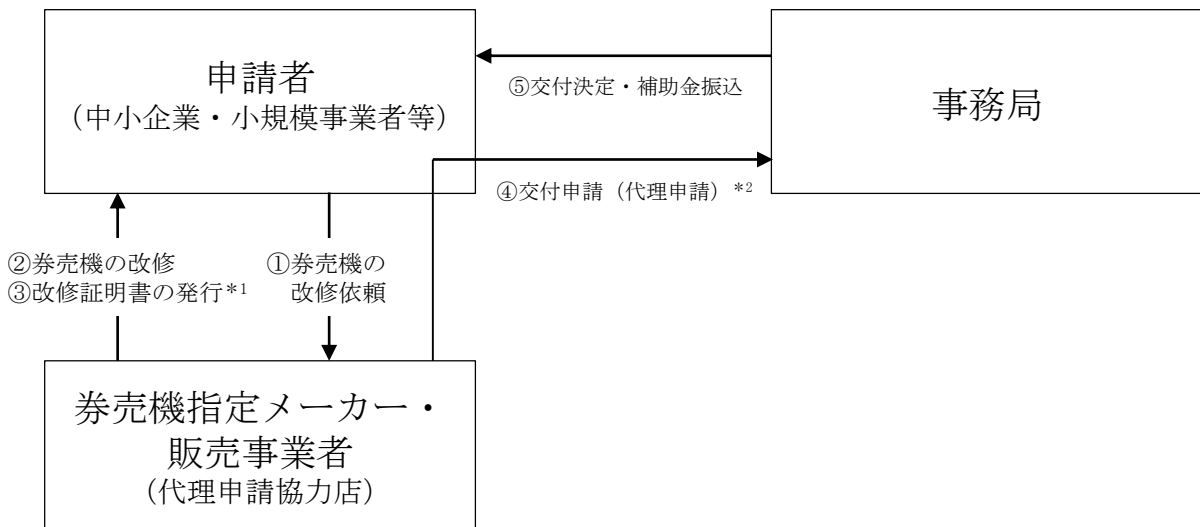 申請者
（中小企業・小規模事業者等）
⑤交付決定・補助金振込
事務局
④交付申請（代理申請）*2
②券売機の改修
③改修証明書の発行*1
①券売機の
改修依頼
券売機指定メーカー・
販売事業者
（代理申請協力店）